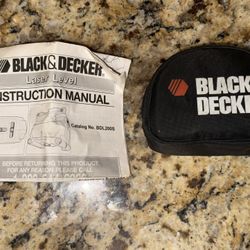 BLACK&DECKER
Laser Level
INSTRUCTION MANUAL
Catalog No. BDL200S
BEFORE RETURNING THIS PRODUCT
FOR ANY REASON PLEASE CALL
BLACK&
DECKER